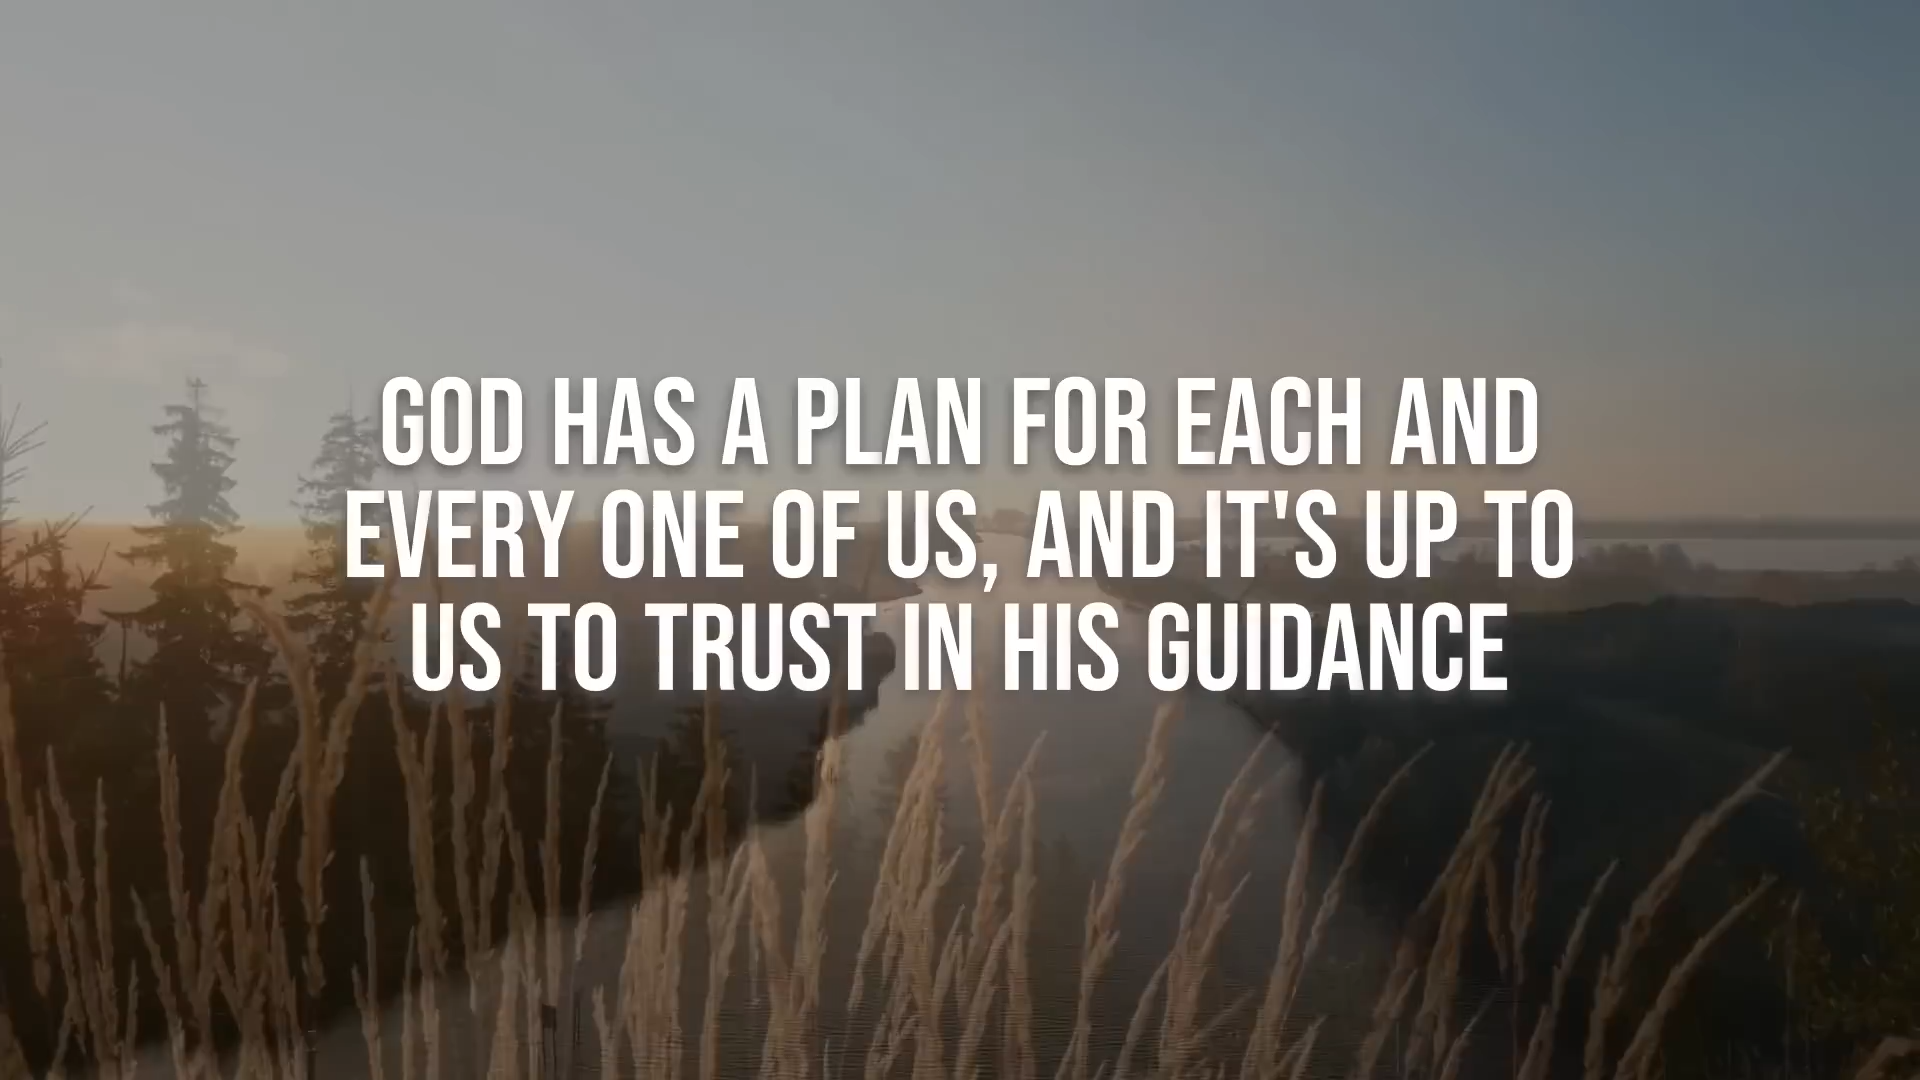 GOD HAS A PLAN FOR EACH AND
EVERY ONE OF US, AND IT'S UP TO
US TO TRUST IN HIS GUIDANCE